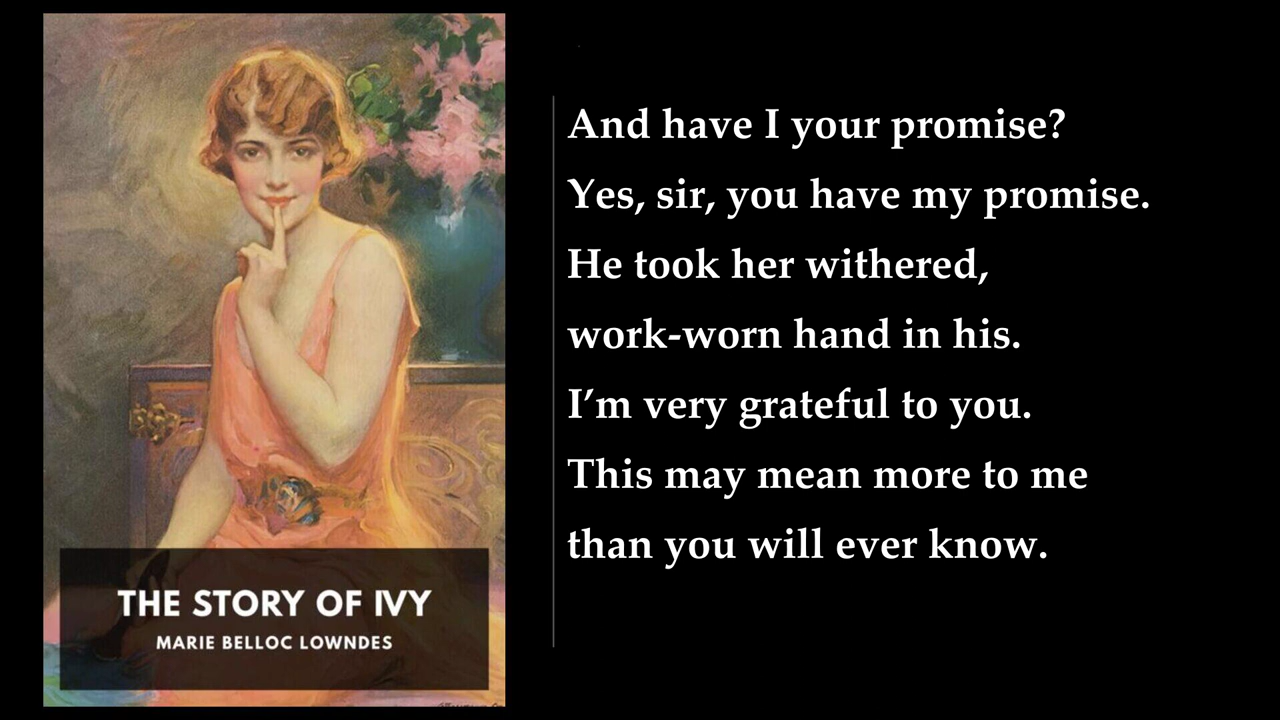 THE STORY OF IVY
MARIE BELLOC LOWNDES
And have I your promise?
Yes, sir, you have my promise.
He took her withered,
work-worn hand in his.
I’m very grateful to you.
This may mean more to me
than you will ever know.